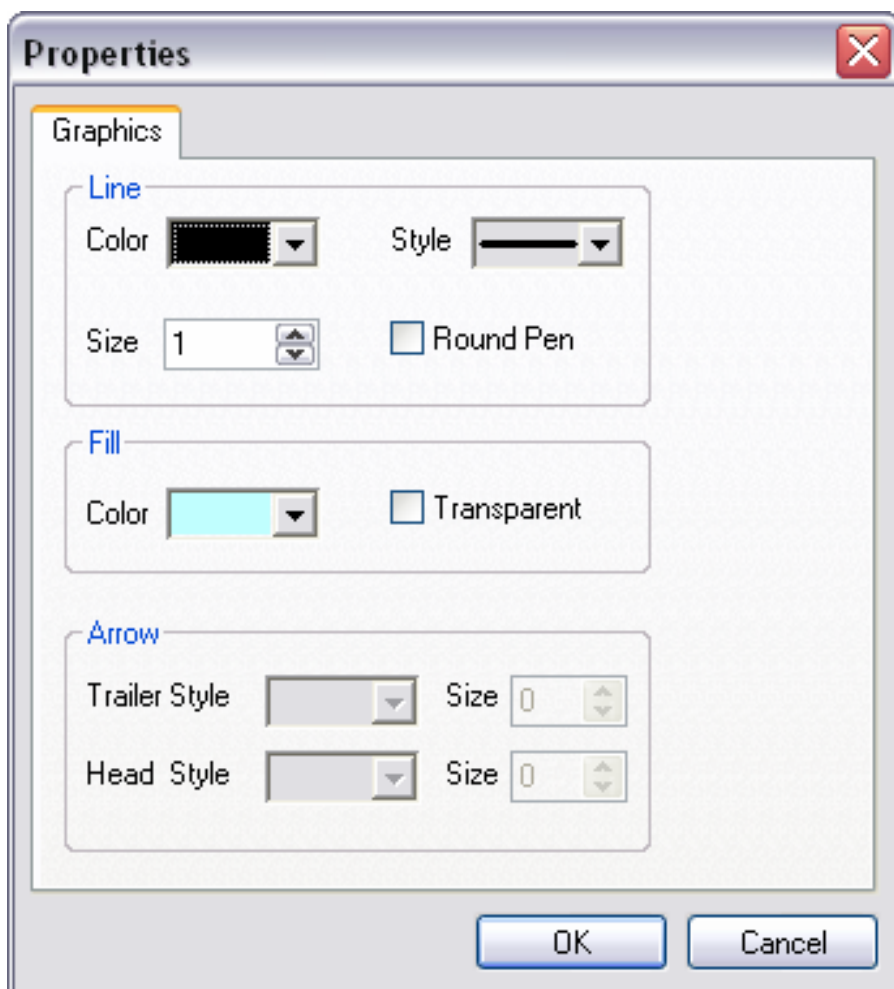 Properties
Graphics
Line
Color
Style
Size 1
Round Pen
Fill
Color
Transparent
Arrow
Trailer Style
Size 0
Head Style
Size 0
OK
Cancel